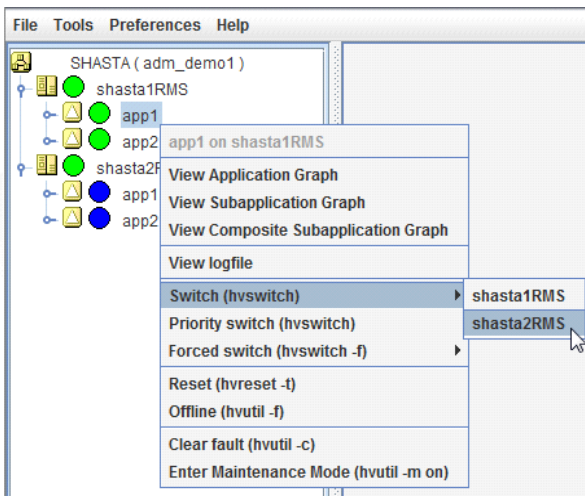 File Tools Preferences Help
SHASTA ( adm_demo1 )
shasta1RMS
app1
app2
shasta2
app1
app2
app1 on shasta1RMS
View Application Graph
View Subapplication Graph
View Composite Subapplication Graph
View logfile
Switch (hvswitch)
shasta1RMS
shasta2RMS
Priority switch (hvswitch)
Forced switch (hvswitch -f)
Reset (hvreset -t)
Offline (hvutil -f)
Clear fault (hvutil -c)
Enter Maintenance Mode (hvutil -m on)